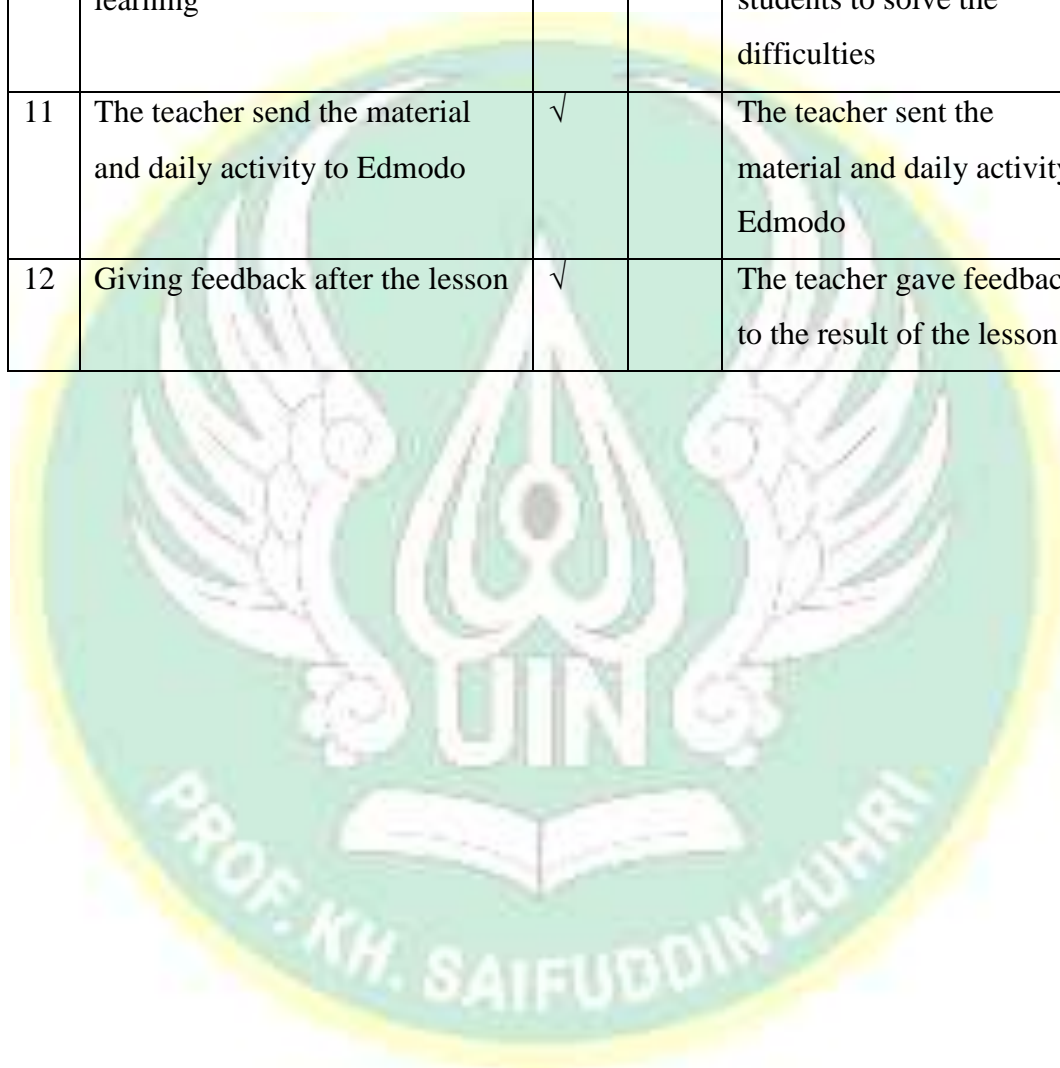 learning
students to solve the
difficulties
11 The teacher send the material √ The teacher sent the
and daily activity to Edmodo material and daily activity
Edmodo
12 Giving feedback after the lesson √ The teacher gave feedback
to the result of the lesson
UIN
PROF. KH. SAIFUDDIN ZUHRI